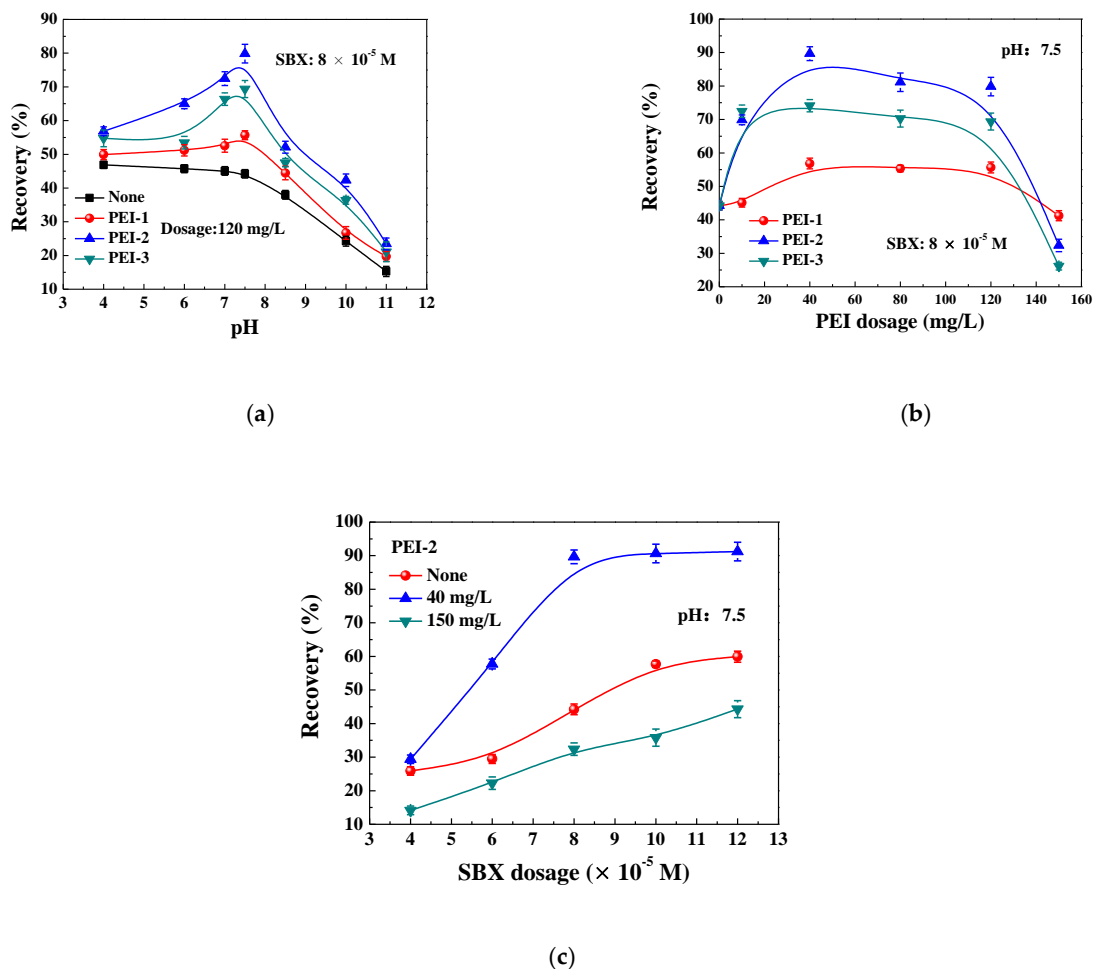 90
80
70
60
50
40
30
20
10
Recovery (%)
SBX: 8 × 10⁻⁵ M
None
PEI-1
PEI-2
PEI-3
Dosage:120 mg/L
3 4 5 6 7 8 9 10 11 12
pH
(a)
100
90
80
70
60
50
40
30
20
Recovery (%)
pH：7.5
PEI-1
PEI-2
PEI-3
SBX: 8 × 10⁻⁵ M
0 20 40 60 80 100 120 140 160
PEI dosage (mg/L)
(b)
100
90
80
70
60
50
40
30
20
10
Recovery (%)
PEI-2
None
40 mg/L
150 mg/L
pH：7.5
3 4 5 6 7 8 9 10 11 12 13
SBX dosage (× 10⁻⁵ M)
(c)